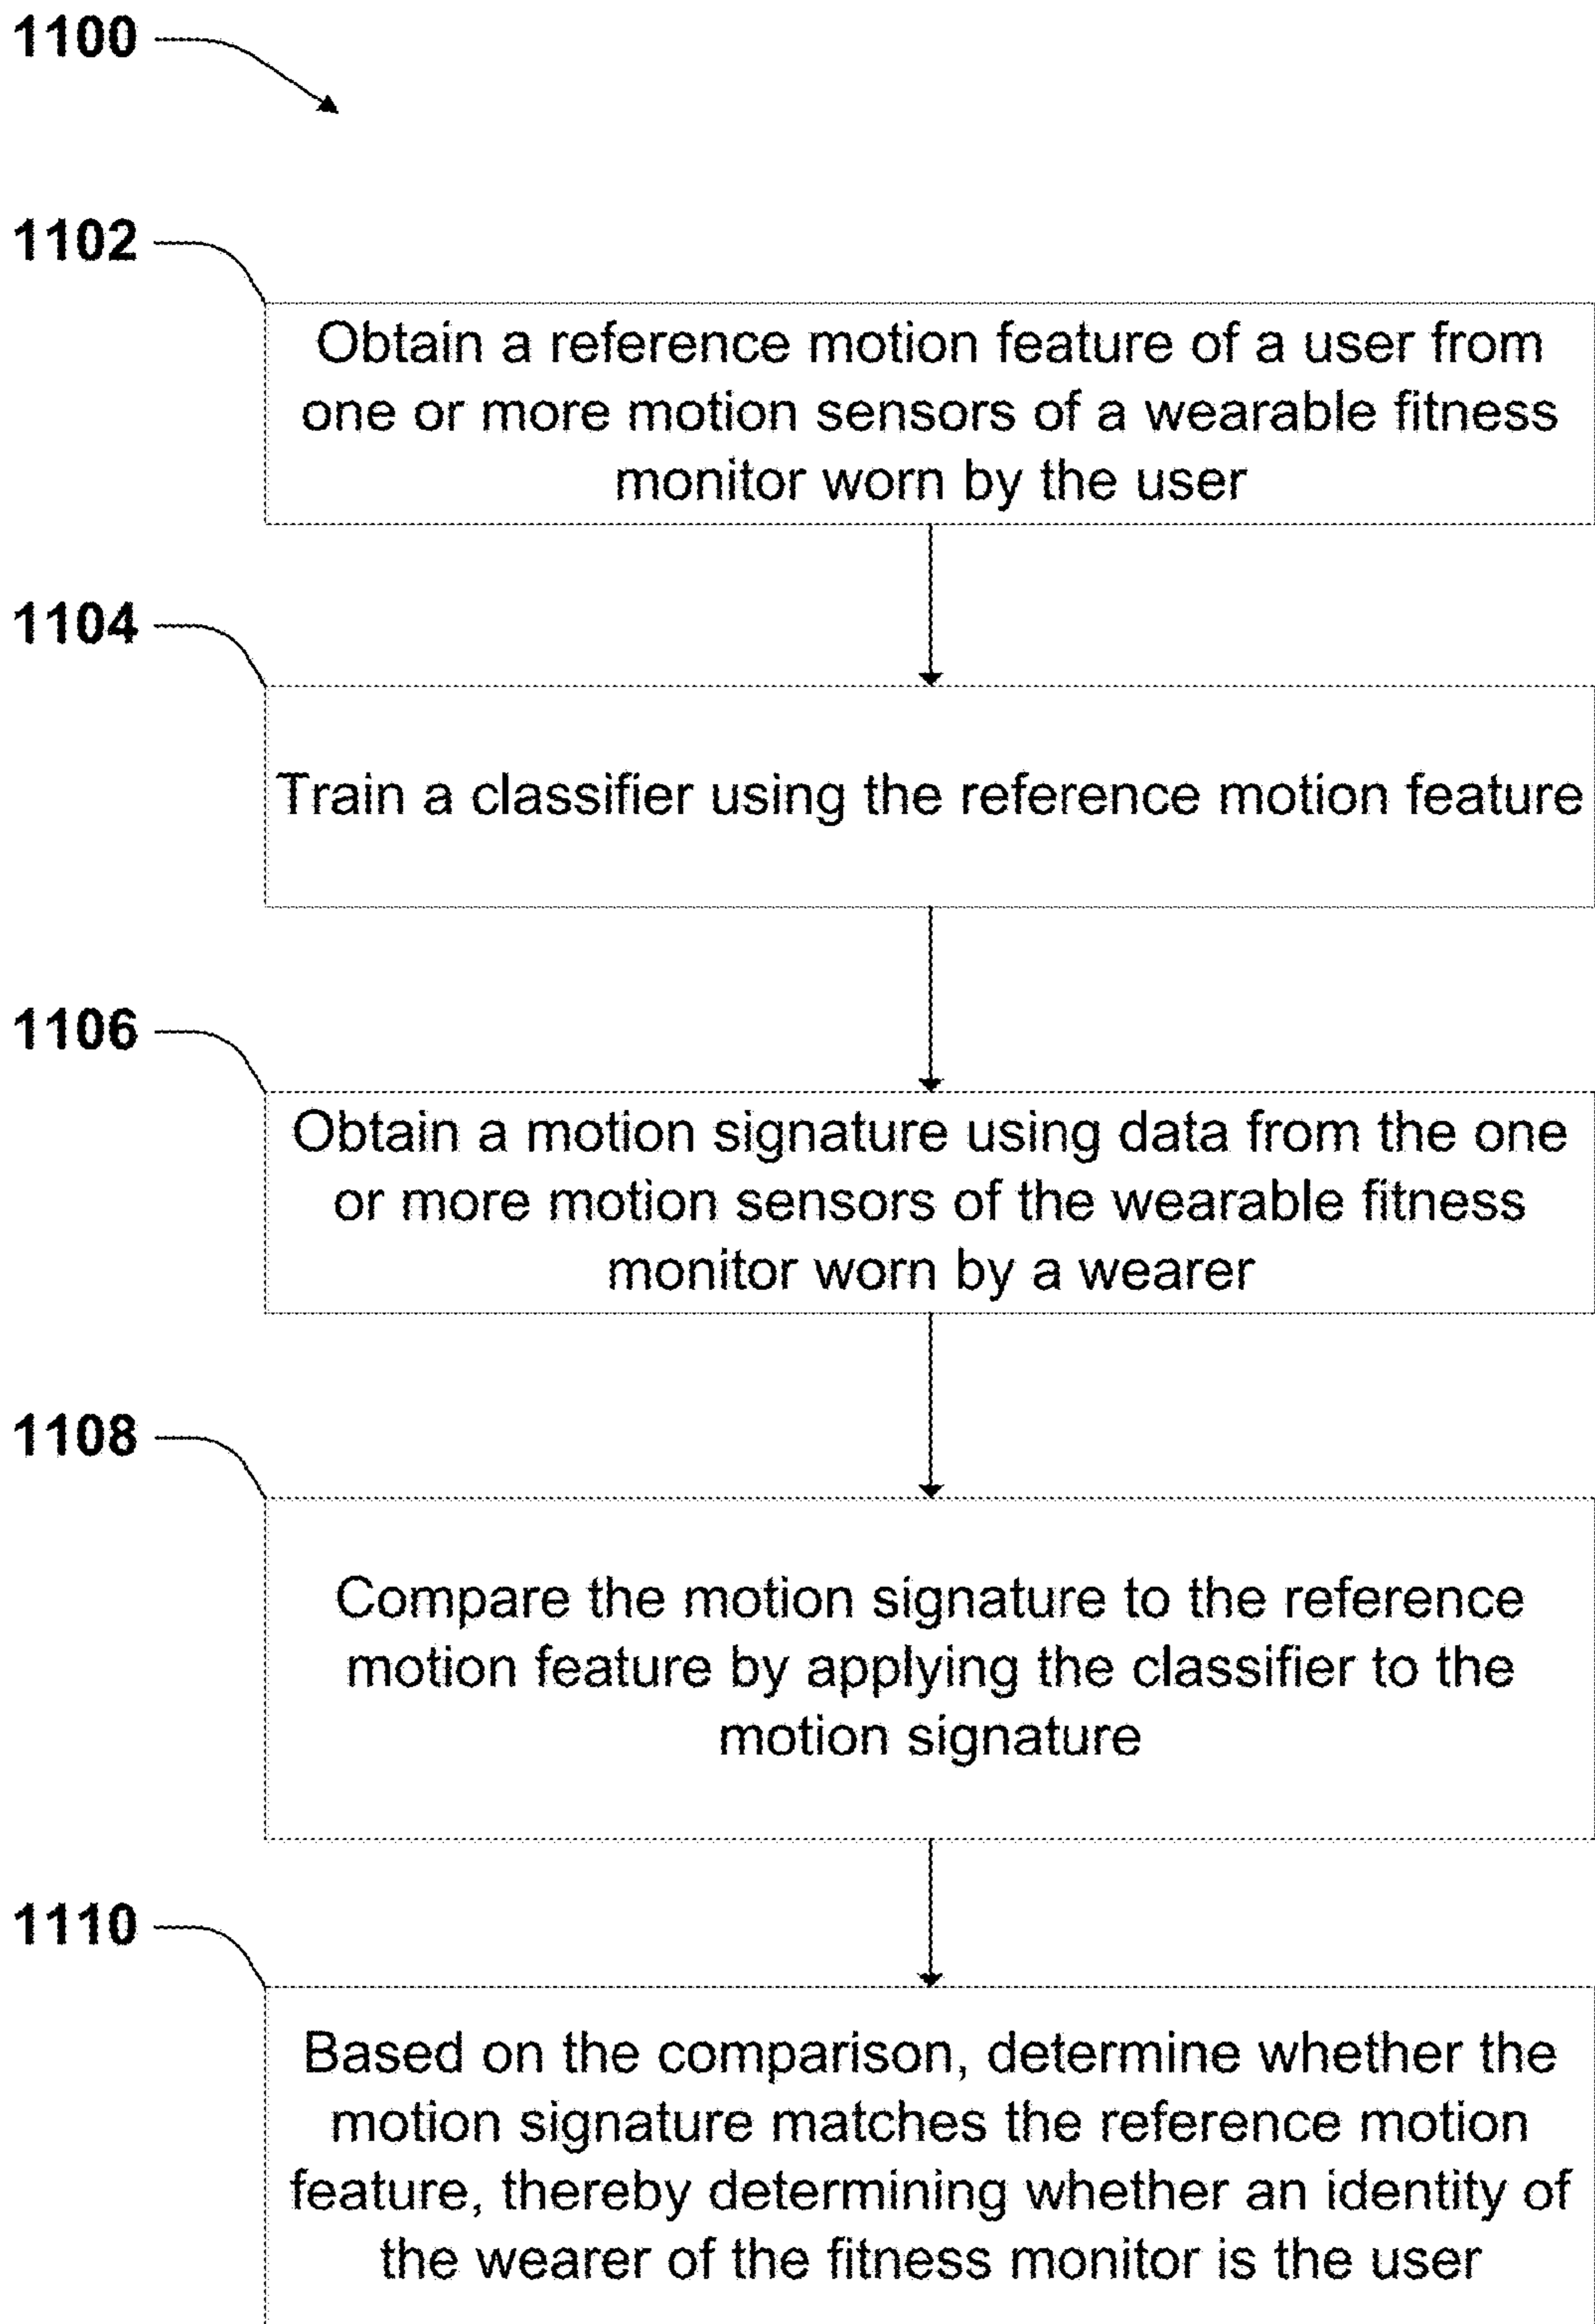 1100
1102
Obtain a reference motion feature of a user from
one or more motion sensors of a wearable fitness
monitor worn by the user
1104
Train a classifier using the reference motion feature
1106
Obtain a motion signature using data from the one
or more motion sensors of the wearable fitness
monitor worn by a wearer
1108
Compare the motion signature to the reference
motion feature by applying the classifier to the
motion signature
1110
Based on the comparison, determine whether the
motion signature matches the reference motion
feature, thereby determining whether an identity of
the wearer of the fitness monitor is the user